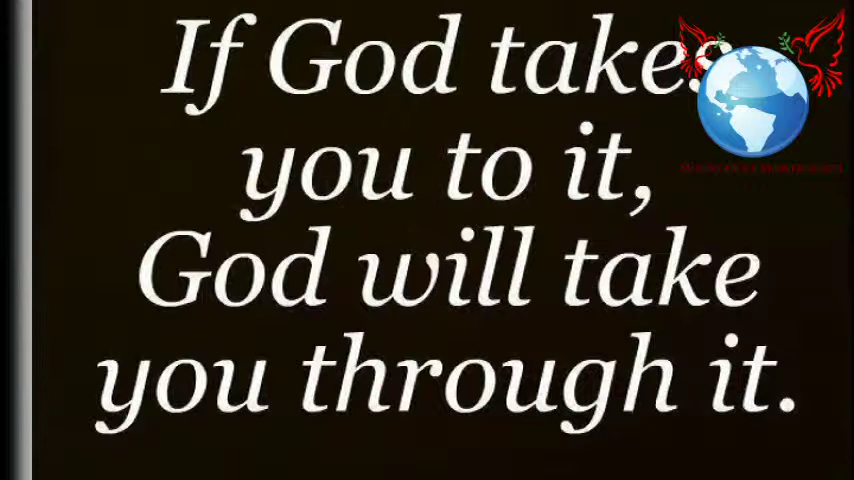 If God takes
you to it,
God will take
you through it.